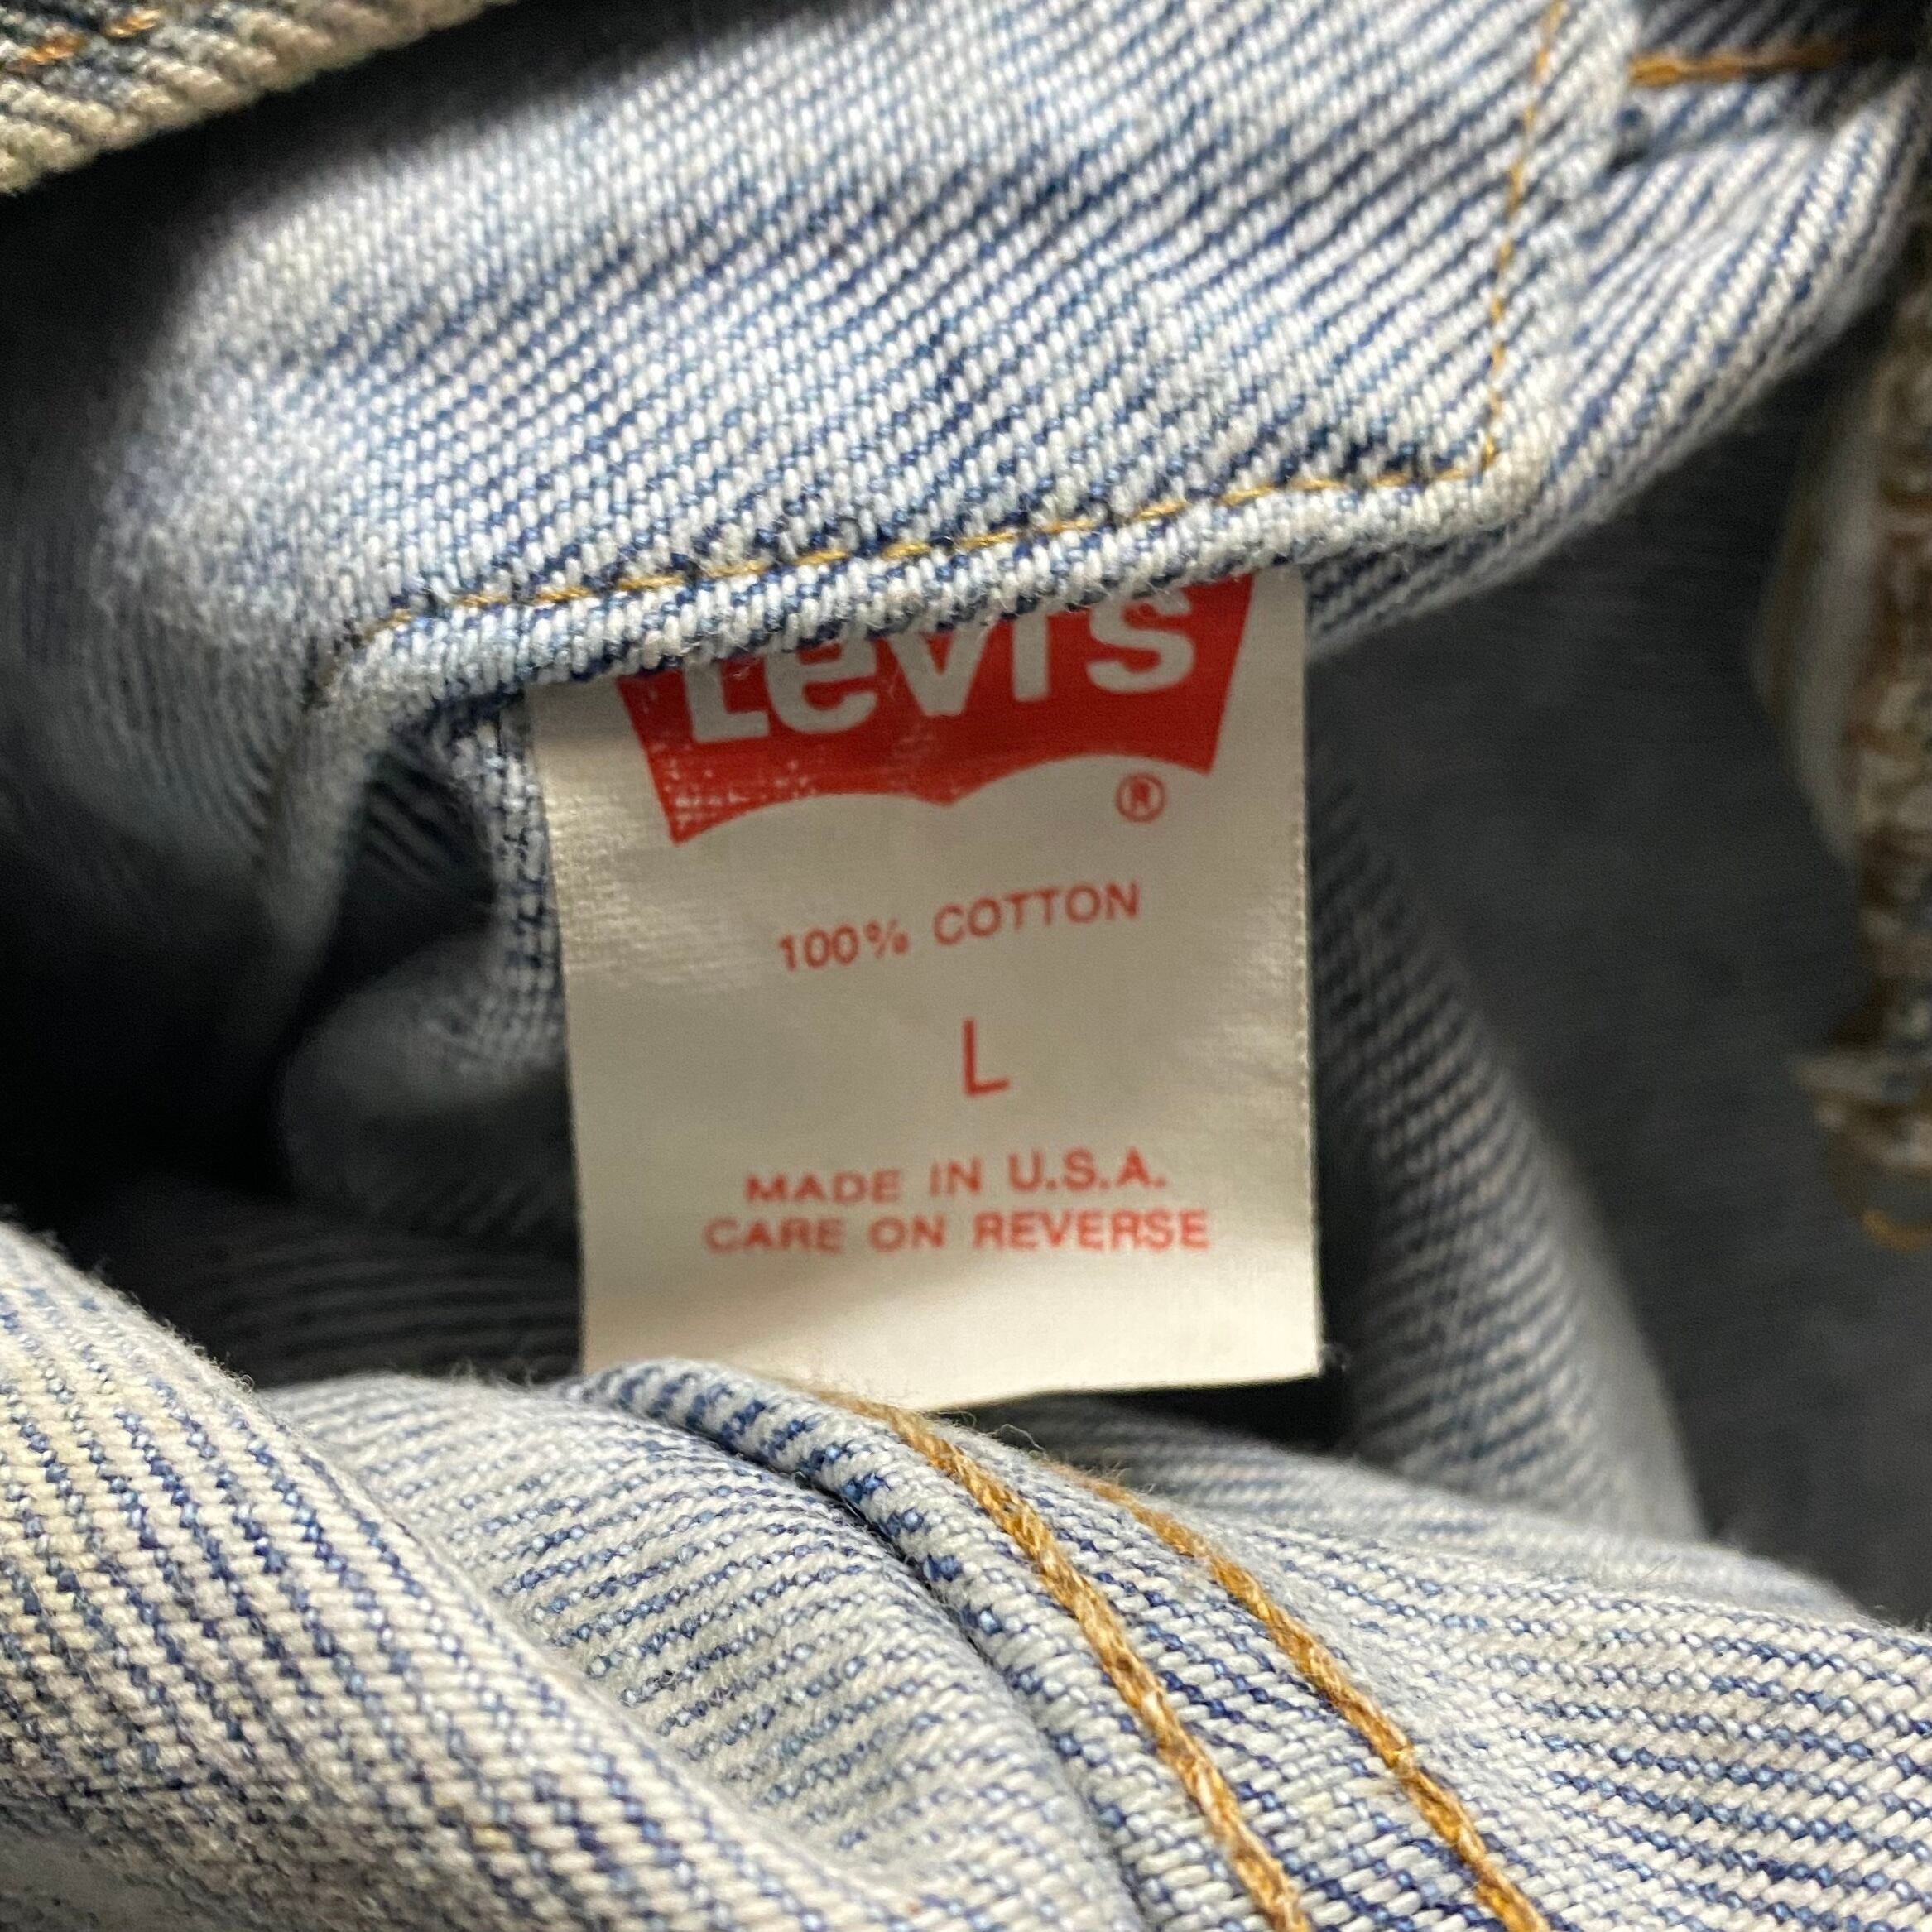 Levi's
®
100% COTTON
L
MADE IN U.S.A.
CARE ON REVERSE